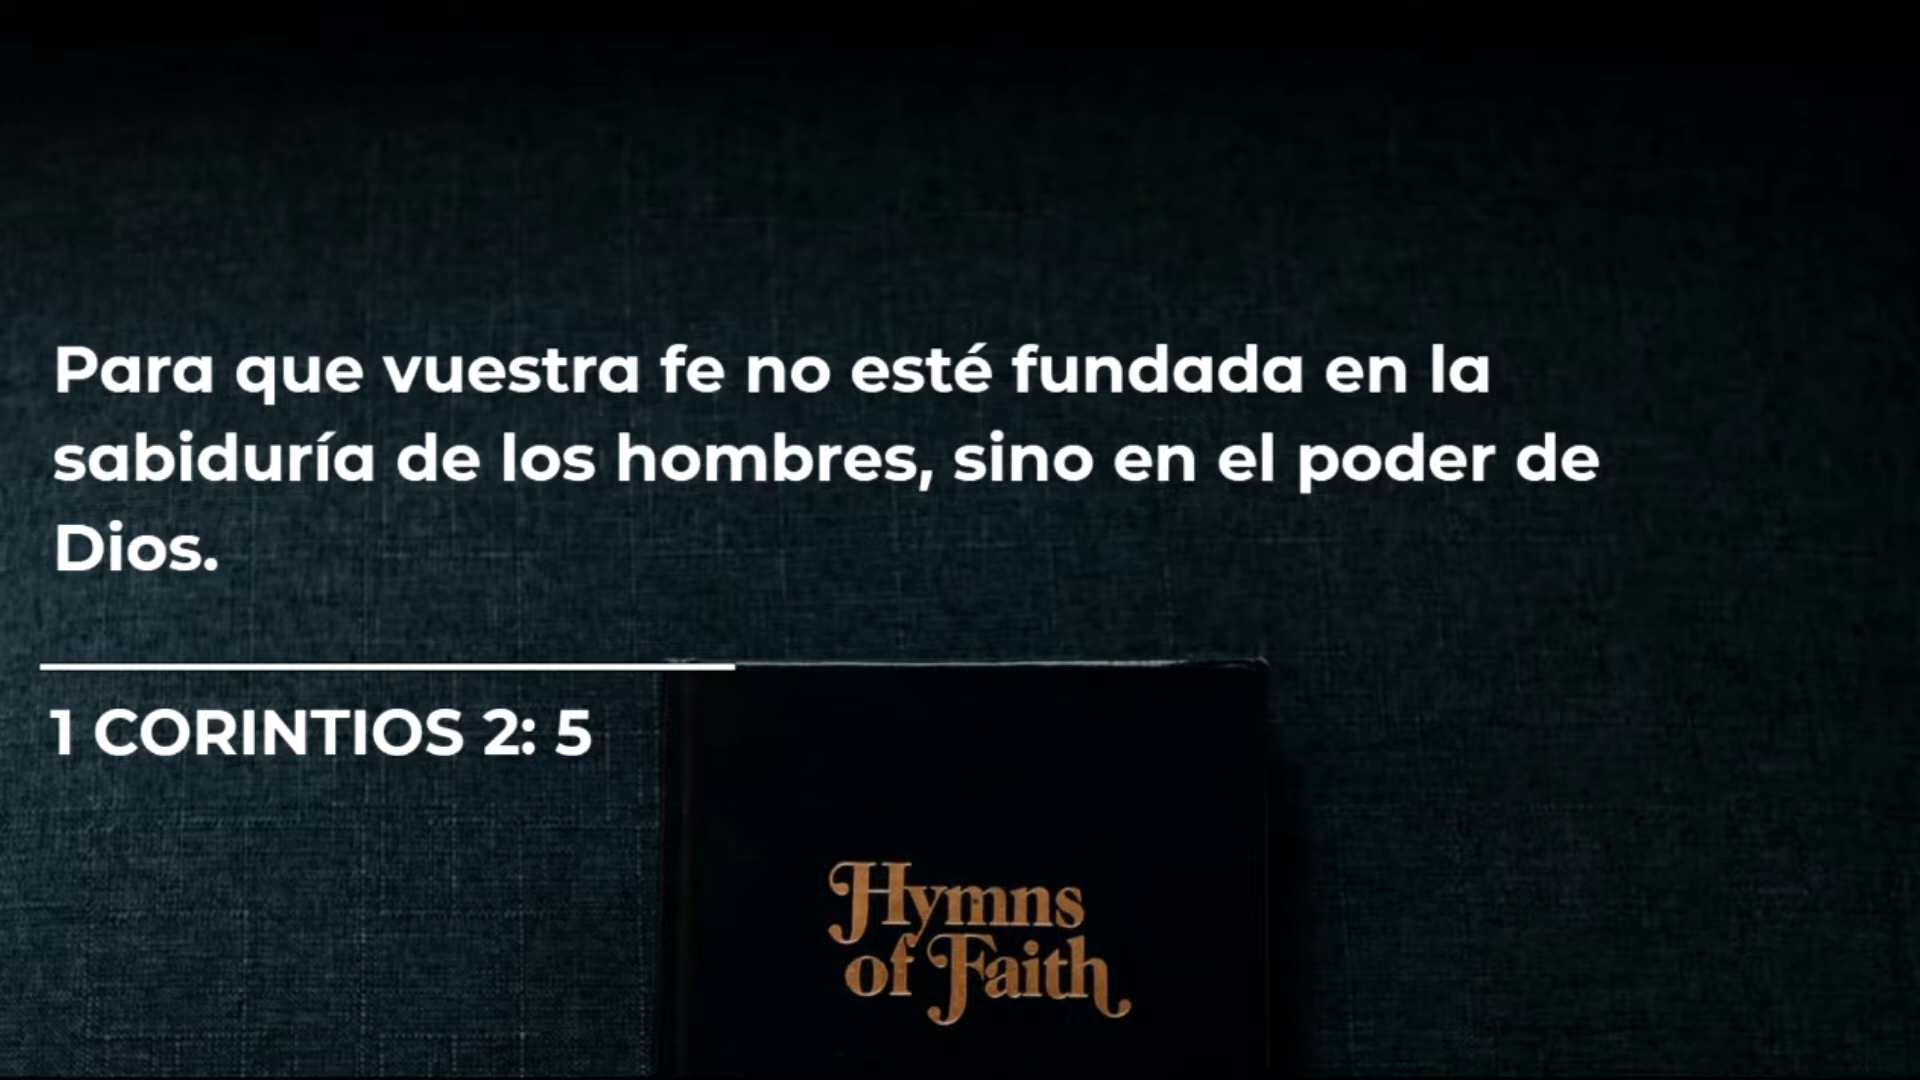 Para que vuestra fe no esté fundada en la
sabiduría de los hombres, sino en el poder de
Dios.
1 CORINTIOS 2: 5
Hymns
of Faith